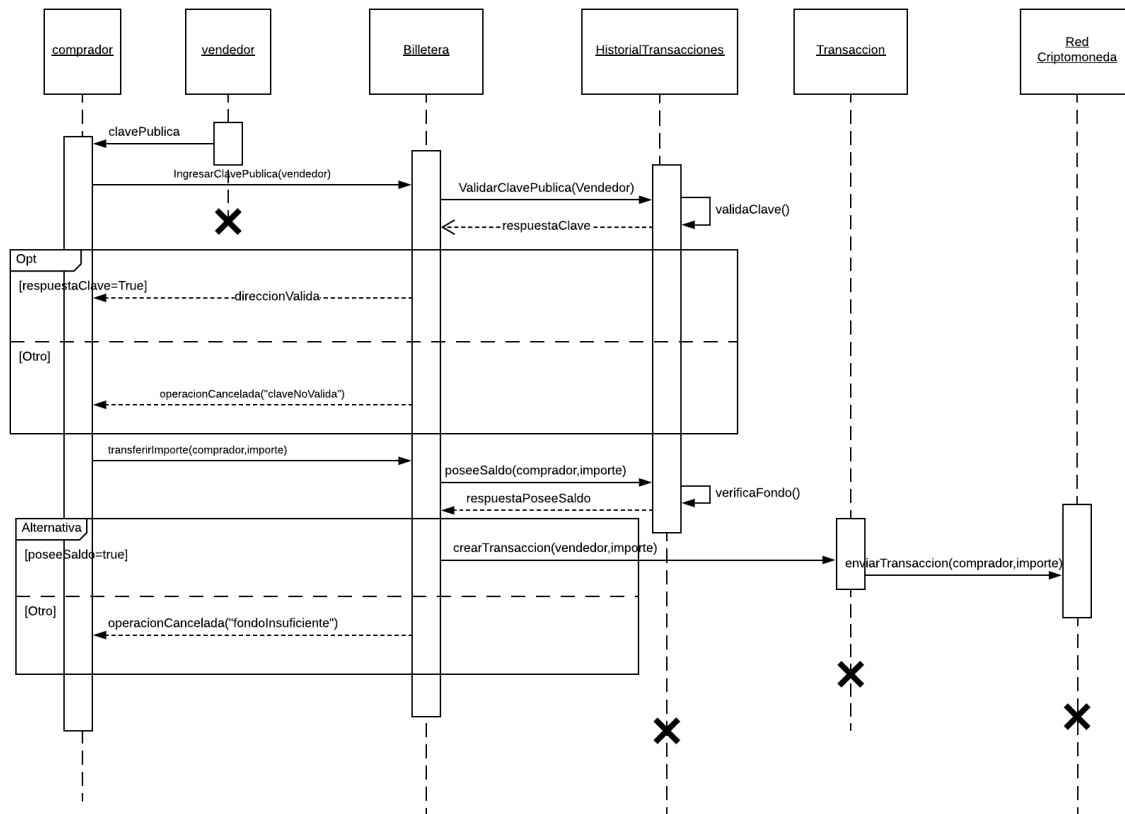 comprador
vendedor
Billetera
HistorialTransacciones
Transaccion
Red
Criptomoneda
clavePublica
IngresarClavePublica(vendedor)
ValidarClavePublica(Vendedor)
validaClave()
respuestaClave
Opt
[respuestaClave=True]
direccionValida
[Otro]
operacionCancelada("claveNoValida")
transferirImporte(comprador,importe)
poseeSaldo(comprador,importe)
verificaFondo()
respuestaPoseeSaldo
Alternativa
[poseeSaldo=true]
crearTransaccion(vendedor,importe)
enviarTransaccion(comprador,importe)
[Otro]
operacionCancelada("fondoInsuficiente")